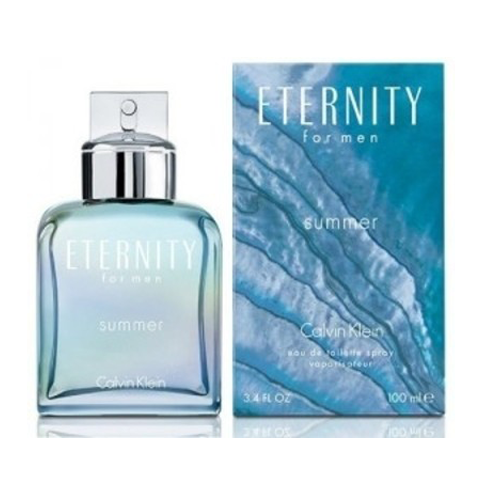 ETERNITY
for men
summer
Calvin Klein
ETERNITY
for men
summer
Calvin Klein
eau de toilette spray
vaporisateur
3.4 FL OZ 100 ml ℮